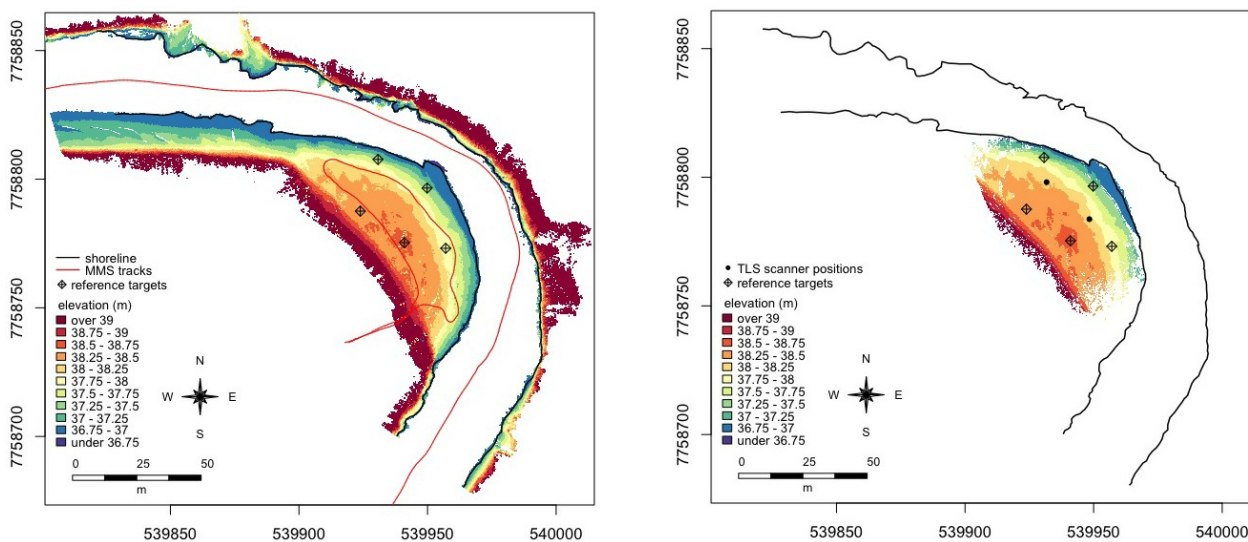 7758850
7758800
7758750
7758700
shoreline
MMS tracks
reference targets
elevation (m)
over 39
38.75 - 39
38.5 - 38.75
38.25 - 38.5
38 - 38.25
37.75 - 38
37.5 - 37.75
37.25 - 37.5
37 - 37.25
36.75 - 37
under 36.75
N
W E
S
0 50
m
539850 539900 539950 540000
7758850
7758800
7758750
7758700
TLS scanner positions
reference targets
elevation (m)
over 39
38.75 - 39
38.5 - 38.75
38.25 - 38.5
38 - 38.25
37.75 - 38
37.5 - 37.75
37.25 - 37.5
37 - 37.25
36.75 - 37
under 36.75
N
W E
S
0 50
m
539850 539900 539950 540000